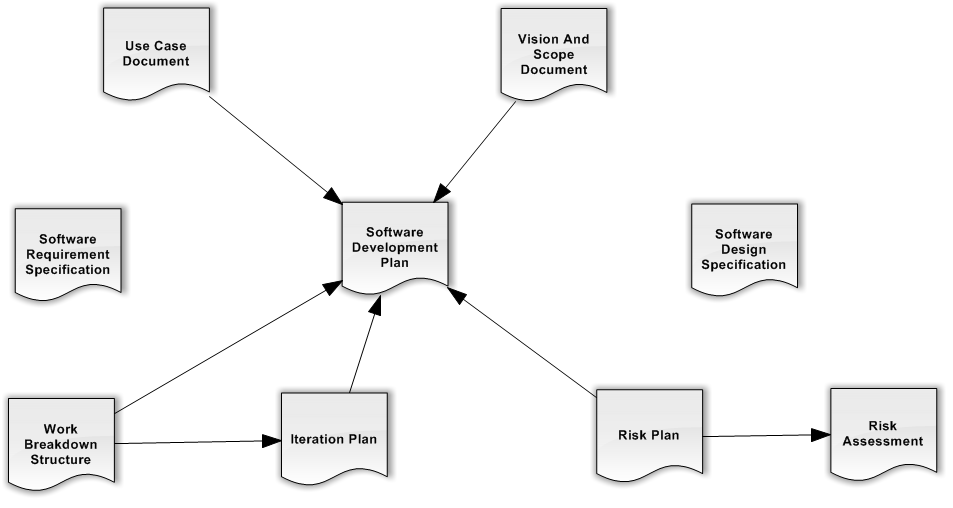 Use Case
Document
Vision And
Scope
Document
Software
Requirement
Specification
Software
Development
Plan
Software
Design
Specification
Work
Breakdown
Structure
Iteration Plan
Risk Plan
Risk
Assessment